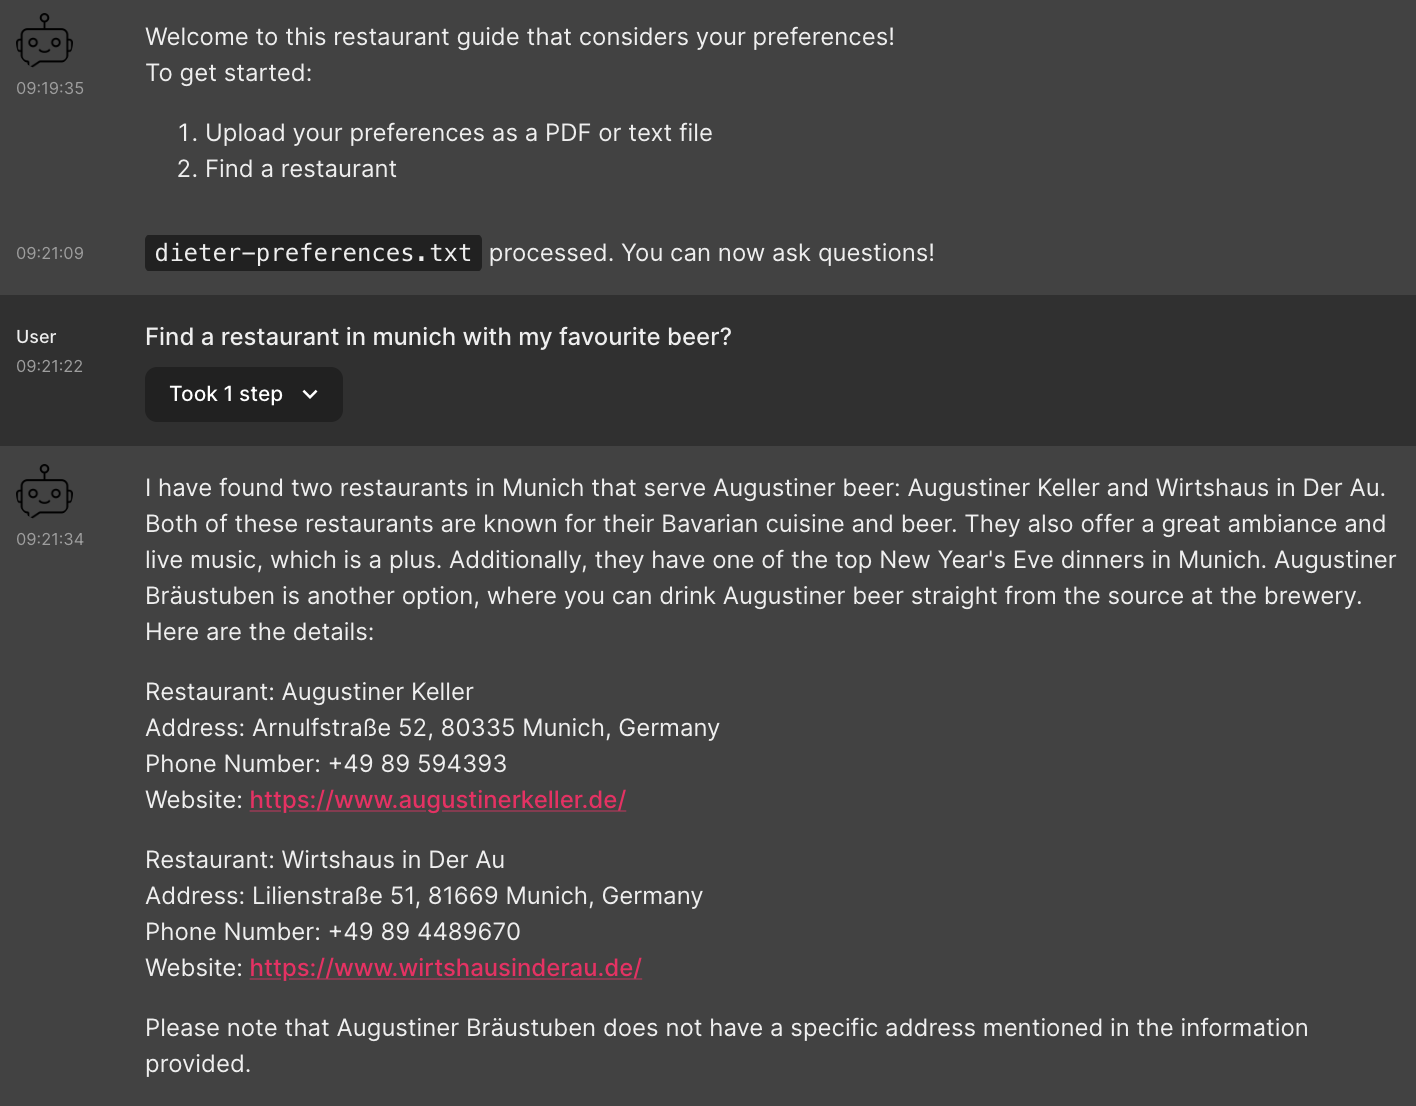 Welcome to this restaurant guide that considers your preferences!
To get started:
09:19:35
1. Upload your preferences as a PDF or text file
2. Find a restaurant
09:21:09
dieter-preferences.txt processed. You can now ask questions!
User
Find a restaurant in munich with my favourite beer?
09:21:22
Took 1 step
I have found two restaurants in Munich that serve Augustiner beer: Augustiner Keller and Wirtshaus in Der Au.
Both of these restaurants are known for their Bavarian cuisine and beer. They also offer a great ambiance and
09:21:34
live music, which is a plus. Additionally, they have one of the top New Year's Eve dinners in Munich. Augustiner
Bräustuben is another option, where you can drink Augustiner beer straight from the source at the brewery.
Here are the details:
Restaurant: Augustiner Keller
Address: Arnulfstraße 52, 80335 Munich, Germany
Phone Number: +49 89 594393
Website: https://www.augustinerkeller.de/
Restaurant: Wirtshaus in Der Au
Address: Lilienstraße 51, 81669 Munich, Germany
Phone Number: +49 89 4489670
Website: https://www.wirtshausinderau.de/
Please note that Augustiner Bräustuben does not have a specific address mentioned in the information
provided.